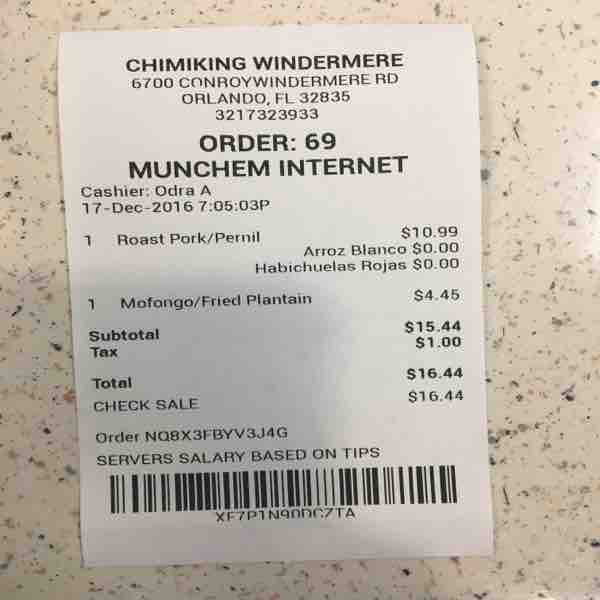 CHIMIKING WINDERMERE
6700 CONROYWINDERMERE RD
ORLANDO, FL 32835
3217323933
ORDER: 69
MUNCHEM INTERNET
Cashier: Odra A
17-Dec-2016 7:05:03P
1 Roast Pork/Pernil $10.99
Arroz Blanco $0.00
Habichuelas Rojas $0.00
1 Mofongo/Fried Plantain $4.45
Subtotal $15.44
Tax $1.00
Total $16.44
CHECK SALE $16.44
Order NQ8X3FBYV3J4G
SERVERS SALARY BASED ON TIPS
XF7P1N90DCZTA